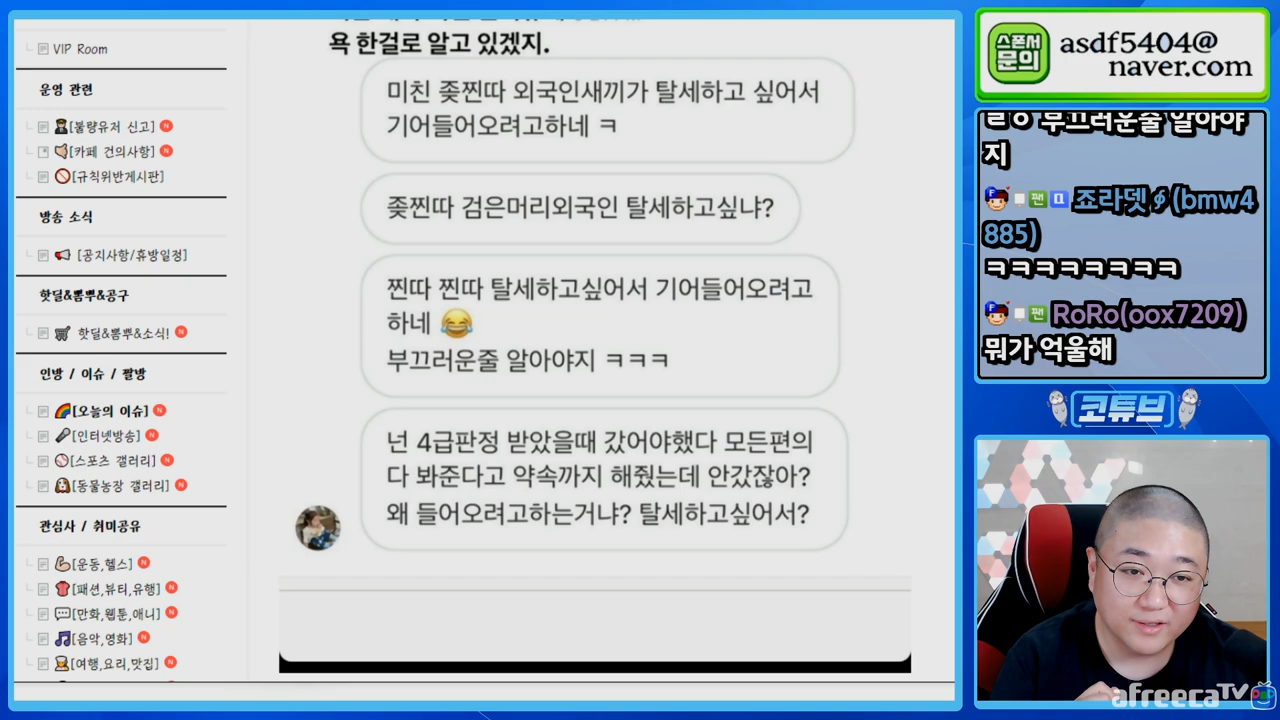 VIP Room
운영 관련
[불량유저 신고] N
[카페 건의사항] N
[규칙위반게시판]
방송 소식
[공지사항/휴방일정]
핫딜&뽐뿌&공구
핫딜&뽐뿌&소식! N
인방 / 이슈 / 짤방
[오늘의 이슈] N
[인터넷방송] N
[스포츠 갤러리] N
[동물농장 갤러리] N
관심사 / 취미공유
[운동,헬스] N
[패션,뷰티,유행] N
[만화,웹툰,애니] N
[음악,영화] N
[여행,요리,맛집] N
욕 한걸로 알고 있겠지.
미친 좆찐따 외국인새끼가 탈세하고 싶어서
기어들어오려고하네 ㅋ
좆찐따 검은머리외국인 탈세하고싶냐?
찐따 찐따 탈세하고싶어서 기어들어오려고
하네 😂
부끄러운줄 알아야지 ㅋㅋㅋ
넌 4급판정 받았을때 갔어야했다 모든편의
다 봐준다고 약속까지 해줬는데 안갔잖아?
왜 들어오려고하는거냐? 탈세하고싶어서?
스폰서
문의
asdf5404@
naver.com
ㄹㅇ 부끄러운줄 알아야
지
F 팬 죠라뎃∮(bmw4
885)
ㅋㅋㅋㅋㅋㅋㅋㅋ
F 팬 RoRo(oox7209)
뭐가 억울해
코튜브
afreecaTV